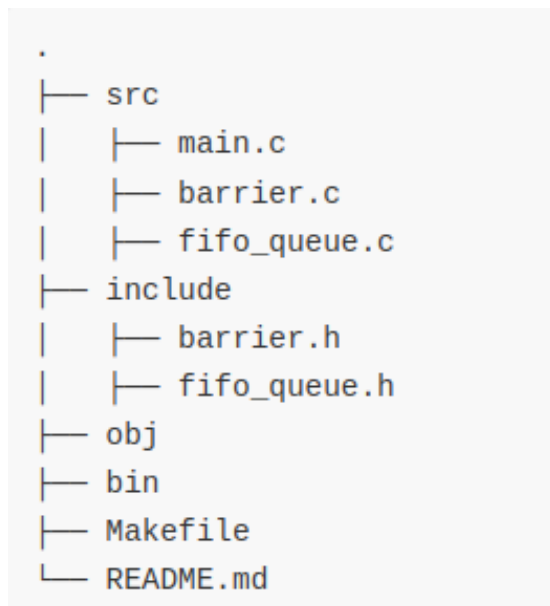 .
├── src
│   ├── main.c
│   ├── barrier.c
│   ├── fifo_queue.c
├── include
│   ├── barrier.h
│   ├── fifo_queue.h
├── obj
├── bin
├── Makefile
└── README.md